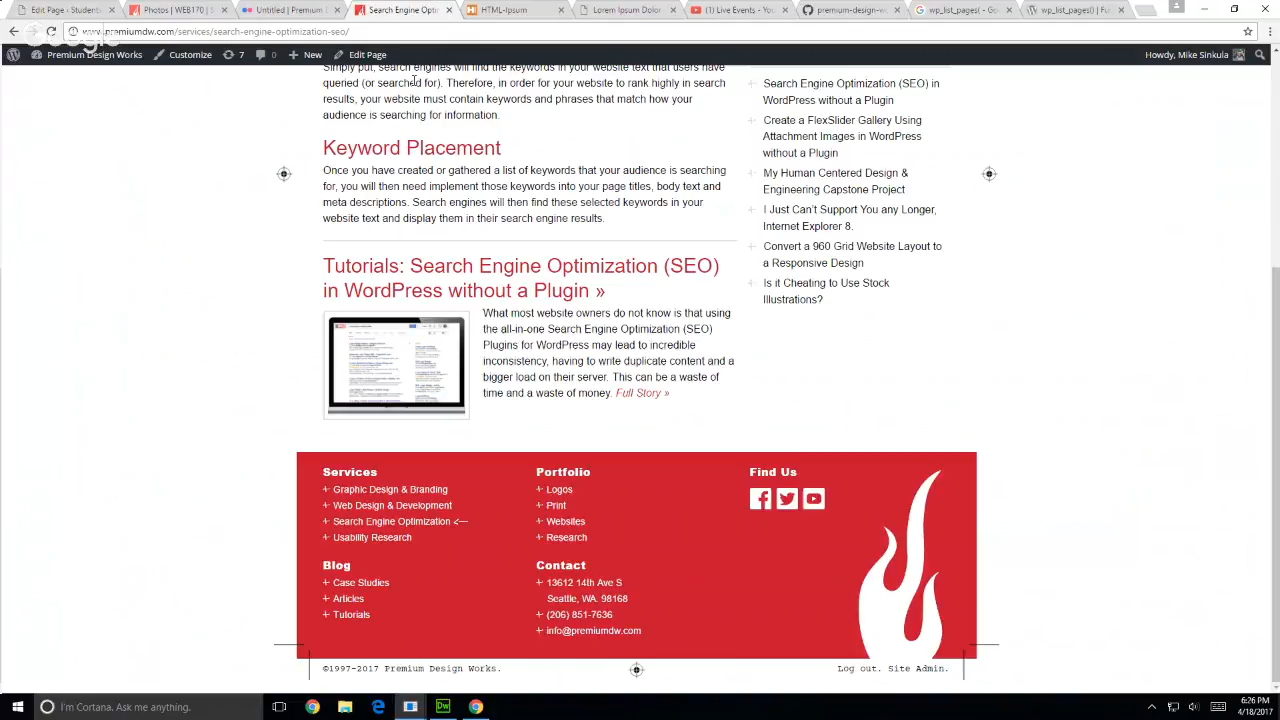 Edit Page ‹ Students
Photos | WEB170 | S
Untitled | Premium D
Search Engine Optim
HTML-Ipsum
Lorem Ipsum Dolor
(1) Live Events - You
premium-design-wo
wp_list_pages() - Go
wp_list_pages() | Fu
www.premiumdw.com/services/search-engine-optimization-seo/
Google
Premium Design Works
Customize
7
0
New
Edit Page
Howdy, Mike Sinkula
Simply put, search engines will find the keywords in your website text that users have
queried (or searched for). Therefore, in order for your website to rank highly in search
results, your website must contain keywords and phrases that match how your
audience is searching for information.
Keyword Placement
Once you have created or gathered a list of keywords that your audience is searching
for, you will then need implement those keywords into your page titles, body text and
meta descriptions. Search engines will then find these selected keywords in your
website text and display them in their search engine results.
Tutorials: Search Engine Optimization (SEO)
in WordPress without a Plugin »
What most website owners do not know is that using
the all-in-one Search Engine Optimization (SEO)
Plugins for WordPress may lead to incredible
inconsistency, having to write duplicate content and a
bigger load on their server. This can be a waste of
time and a waste of money. Full Story »
Search Engine Optimization (SEO) in
WordPress without a Plugin
Create a FlexSlider Gallery Using
Attachment Images in WordPress
without a Plugin
My Human Centered Design &
Engineering Capstone Project
I Just Can't Support You any Longer,
Internet Explorer 8.
Convert a 960 Grid Website Layout to
a Responsive Design
Is it Cheating to Use Stock
Illustrations?
Services
Graphic Design & Branding
Web Design & Development
Search Engine Optimization <—
Usability Research
Blog
Case Studies
Articles
Tutorials
Portfolio
Logos
Print
Websites
Research
Contact
13612 14th Ave S
Seattle, WA. 98168
(206) 851-7636
info@premiumdw.com
Find Us
©1997-2017 Premium Design Works.
Log out. Site Admin.
I'm Cortana. Ask me anything.
Dw
6:26 PM
4/18/2017